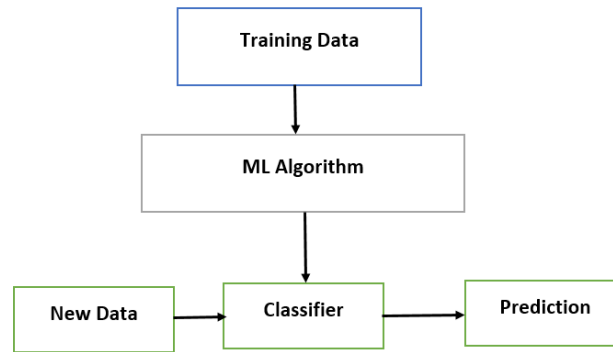 Training Data
ML Algorithm
New Data
Classifier
Prediction